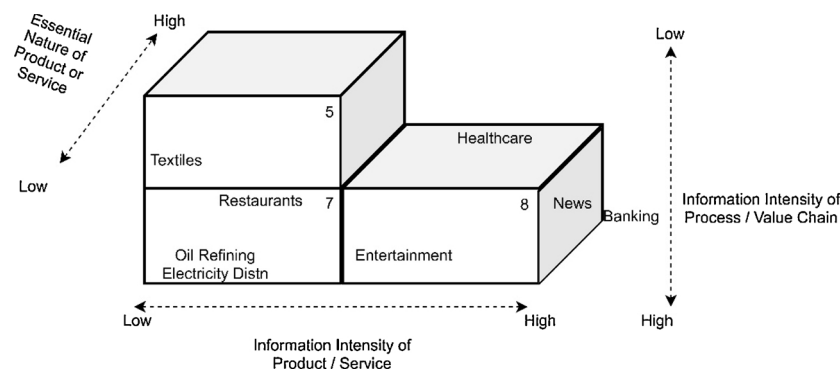 Essential
Nature of
Product or
Service
High
Low
Low
High
5
Textiles
Healthcare
Restaurants
7
8
News
Banking
Oil Refining
Electricity Distn
Entertainment
Information Intensity of
Process / Value Chain
Low
High
Information Intensity of
Product / Service